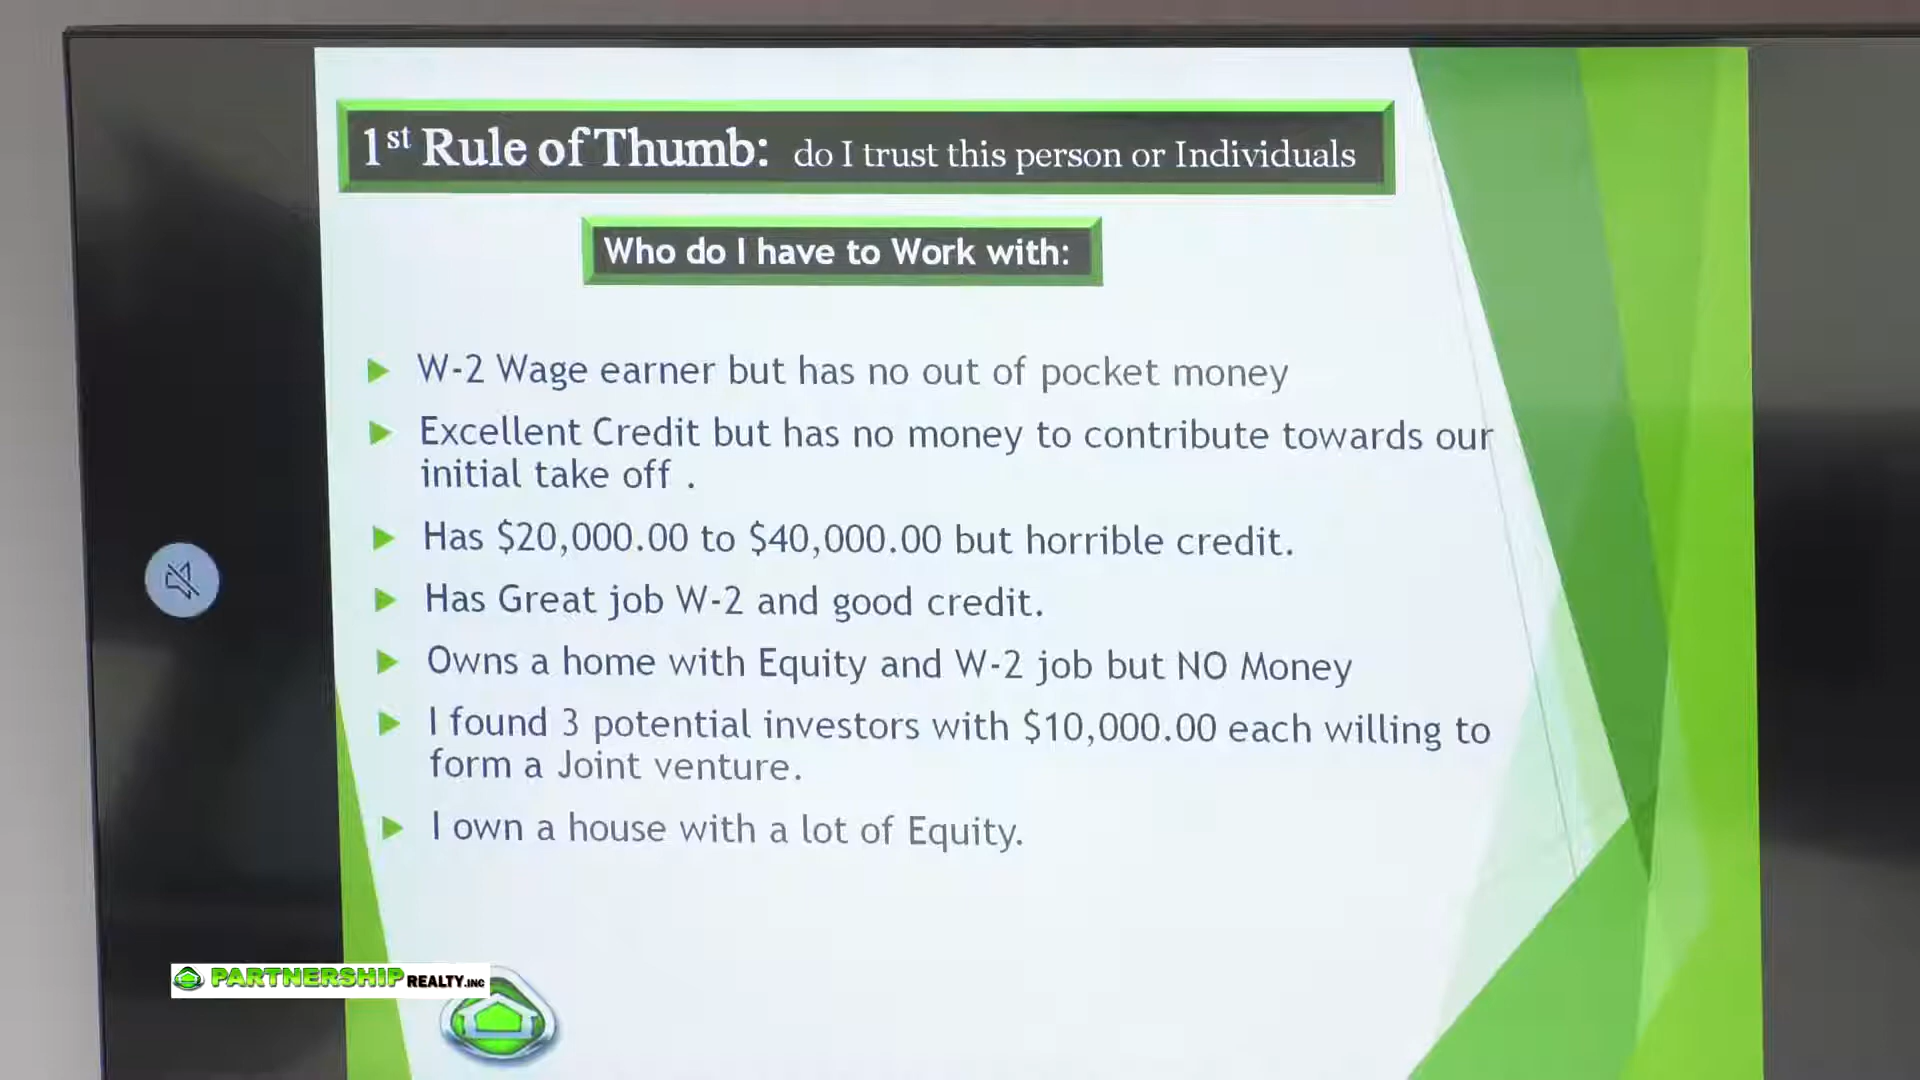 1st Rule of Thumb: do I trust this person or Individuals
Who do I have to Work with:
W-2 Wage earner but has no out of pocket money
Excellent Credit but has no money to contribute towards our
initial take off .
Has $20,000.00 to $40,000.00 but horrible credit.
Has Great job W-2 and good credit.
Owns a home with Equity and W-2 job but NO Money
I found 3 potential investors with $10,000.00 each willing to
form a Joint venture.
I own a house with a lot of Equity.
PARTNERSHIP REALTY.INC